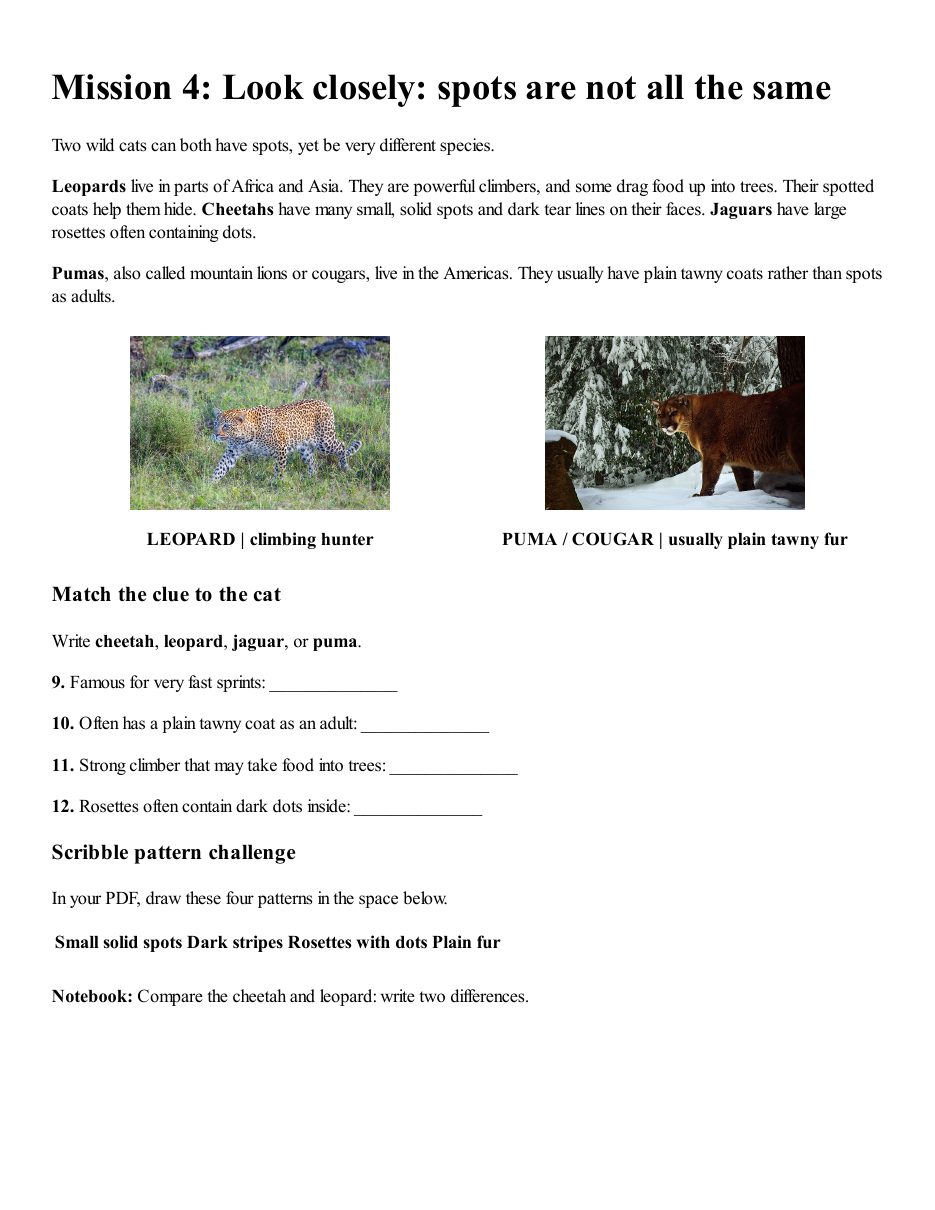 Mission 4: Look closely: spots are not all the same
Two wild cats can both have spots, yet be very different species.
Leopards live in parts of Africa and Asia. They are powerful climbers, and some drag food up into trees. Their spotted
coats help them hide. Cheetahs have many small, solid spots and dark tear lines on their faces. Jaguars have large
rosettes often containing dots.
Pumas, also called mountain lions or cougars, live in the Americas. They usually have plain tawny coats rather than spots
as adults.
LEOPARD | climbing hunter
PUMA / COUGAR | usually plain tawny fur
Match the clue to the cat
Write cheetah, leopard, jaguar, or puma.
9. Famous for very fast sprints: ______________
10. Often has a plain tawny coat as an adult: ______________
11. Strong climber that may take food into trees: ______________
12. Rosettes often contain dark dots inside: ______________
Scribble pattern challenge
In your PDF, draw these four patterns in the space below.
Small solid spots Dark stripes Rosettes with dots Plain fur
Notebook: Compare the cheetah and leopard: write two differences.